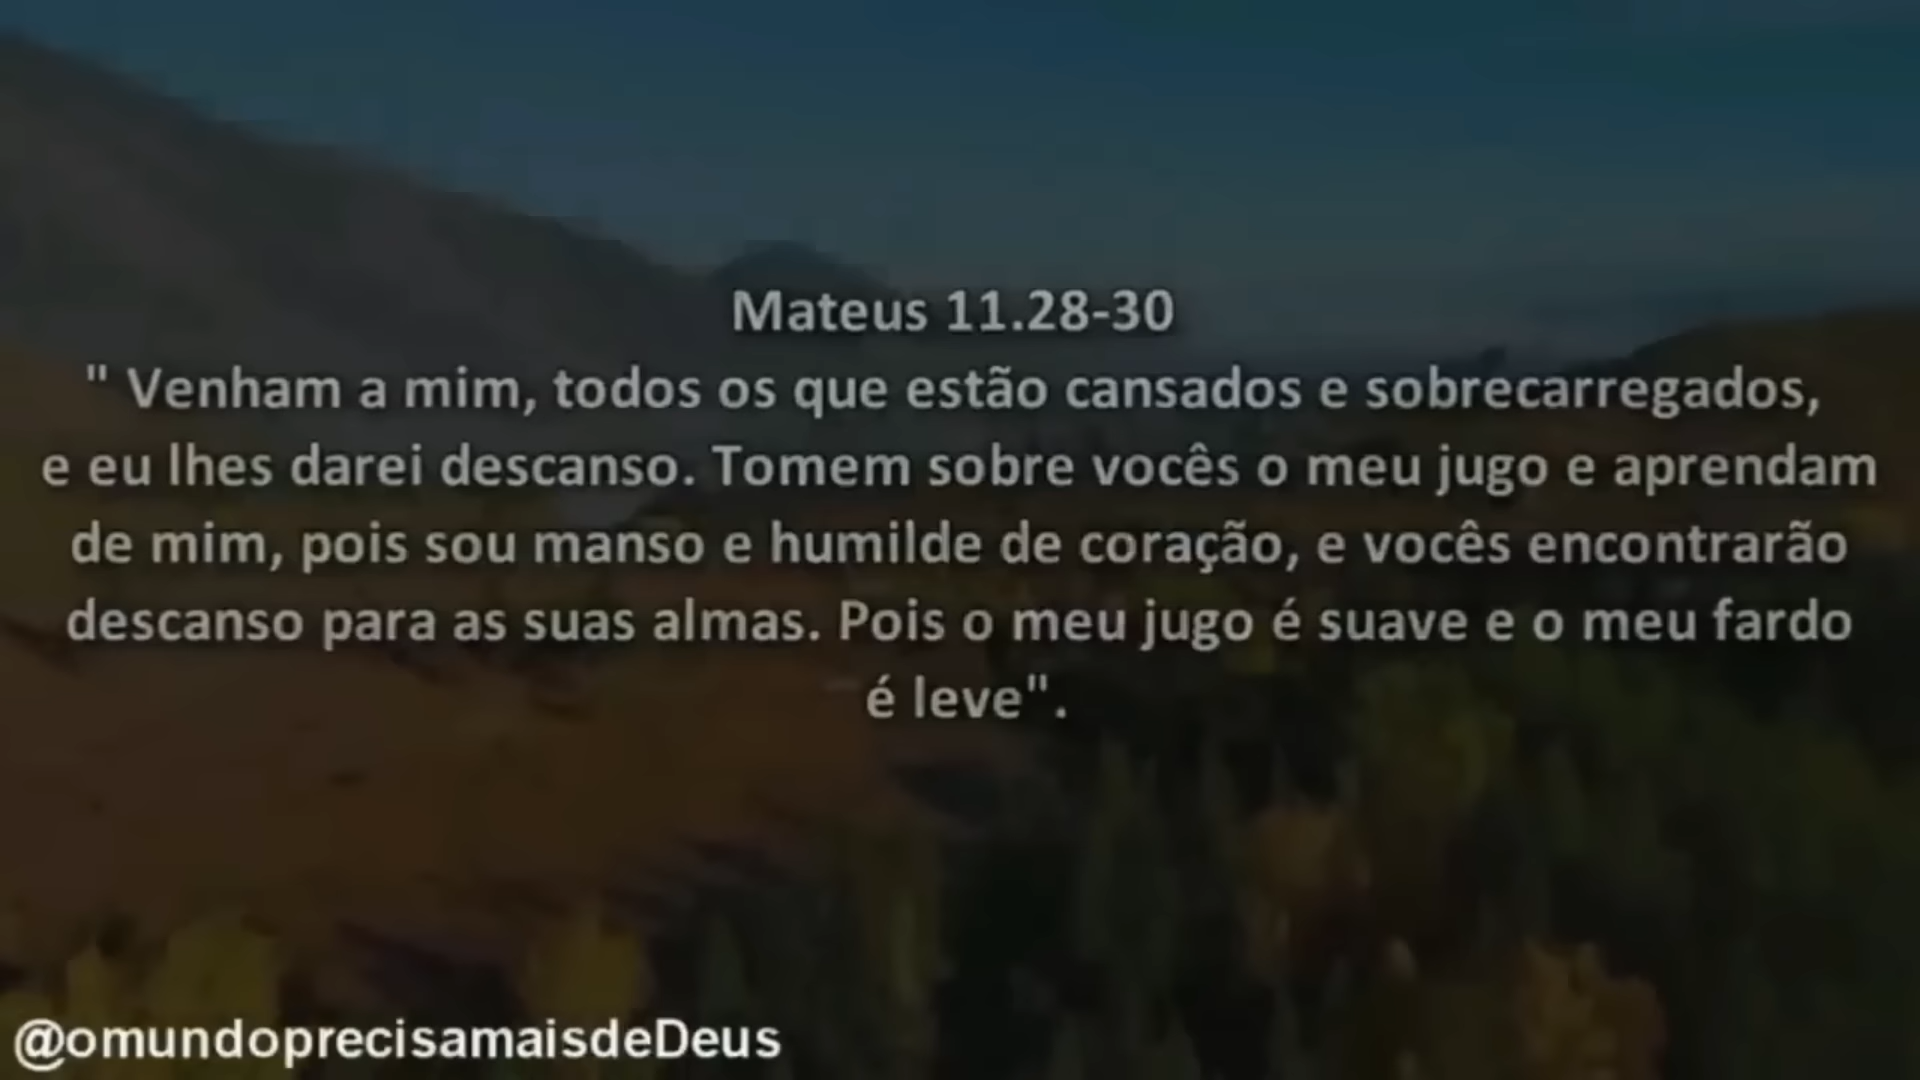 Mateus 11.28-30
" Venham a mim, todos os que estão cansados e sobrecarregados,
e eu lhes darei descanso. Tomem sobre vocês o meu jugo e aprendam
de mim, pois sou manso e humilde de coração, e vocês encontrarão
descanso para as suas almas. Pois o meu jugo é suave e o meu fardo
é leve".
@omundoprecisamaisdeDeus